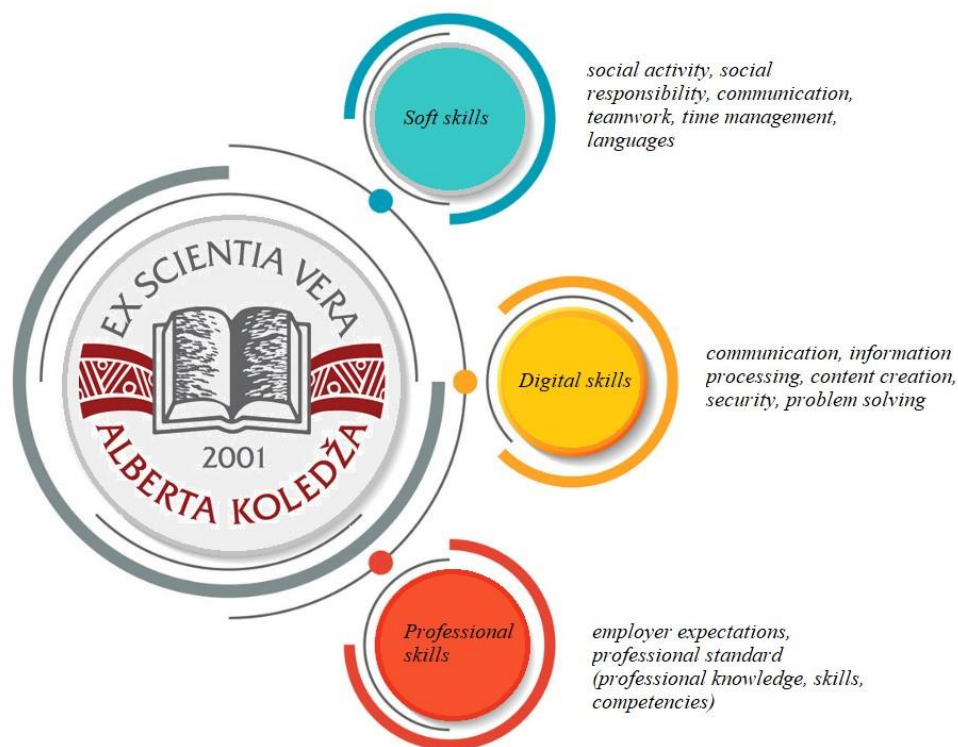 Soft skills
social activity, social
responsibility, communication,
teamwork, time management,
languages
EX SCIENTIA VERA
2001
ALBERTA KOLEDŽA
Digital skills
communication, information
processing, content creation,
security, problem solving
Professional
skills
employer expectations,
professional standard
(professional knowledge, skills,
competencies)